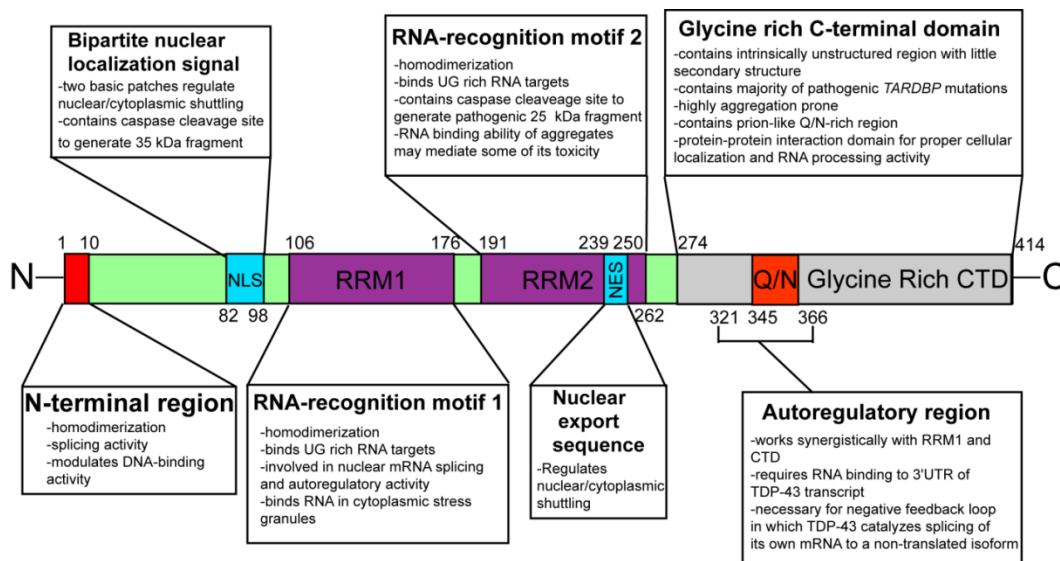 Bipartite nuclear
localization signal
-two basic patches regulate
nuclear/cytoplasmic shuttling
-contains caspase cleavage site
to generate 35 kDa fragment
RNA-recognition motif 2
-homodimerization
-binds UG rich RNA targets
-contains caspase cleaveage site to
generate pathogenic 25 kDa fragment
-RNA binding ability of aggregates
may mediate some of its toxicity
Glycine rich C-terminal domain
-contains intrinsically unstructured region with little
secondary structure
-contains majority of pathogenic TARDBP mutations
-highly aggregation prone
-contains prion-like Q/N-rich region
-protein-protein interaction domain for proper cellular
localization and RNA processing activity
1 10 106 176 191 239 250 274 414
N NLS RRM1 RRM2 NES Q/N Glycine Rich CTD C
82 98 262 321 345 366
N-terminal region
-homodimerization
-splicing activity
-modulates DNA-binding
activity
RNA-recognition motif 1
-homodimerization
-binds UG rich RNA targets
-involved in nuclear mRNA splicing
and autoregulatory activity
-binds RNA in cytoplasmic stress
granules
Nuclear
export
sequence
-Regulates
nuclear/cytoplasmic
shuttling
Autoregulatory region
-works synergistically with RRM1 and
CTD
-requires RNA binding to 3'UTR of
TDP-43 transcript
-necessary for negative feedback loop
in which TDP-43 catalyzes splicing of
its own mRNA to a non-translated isoform